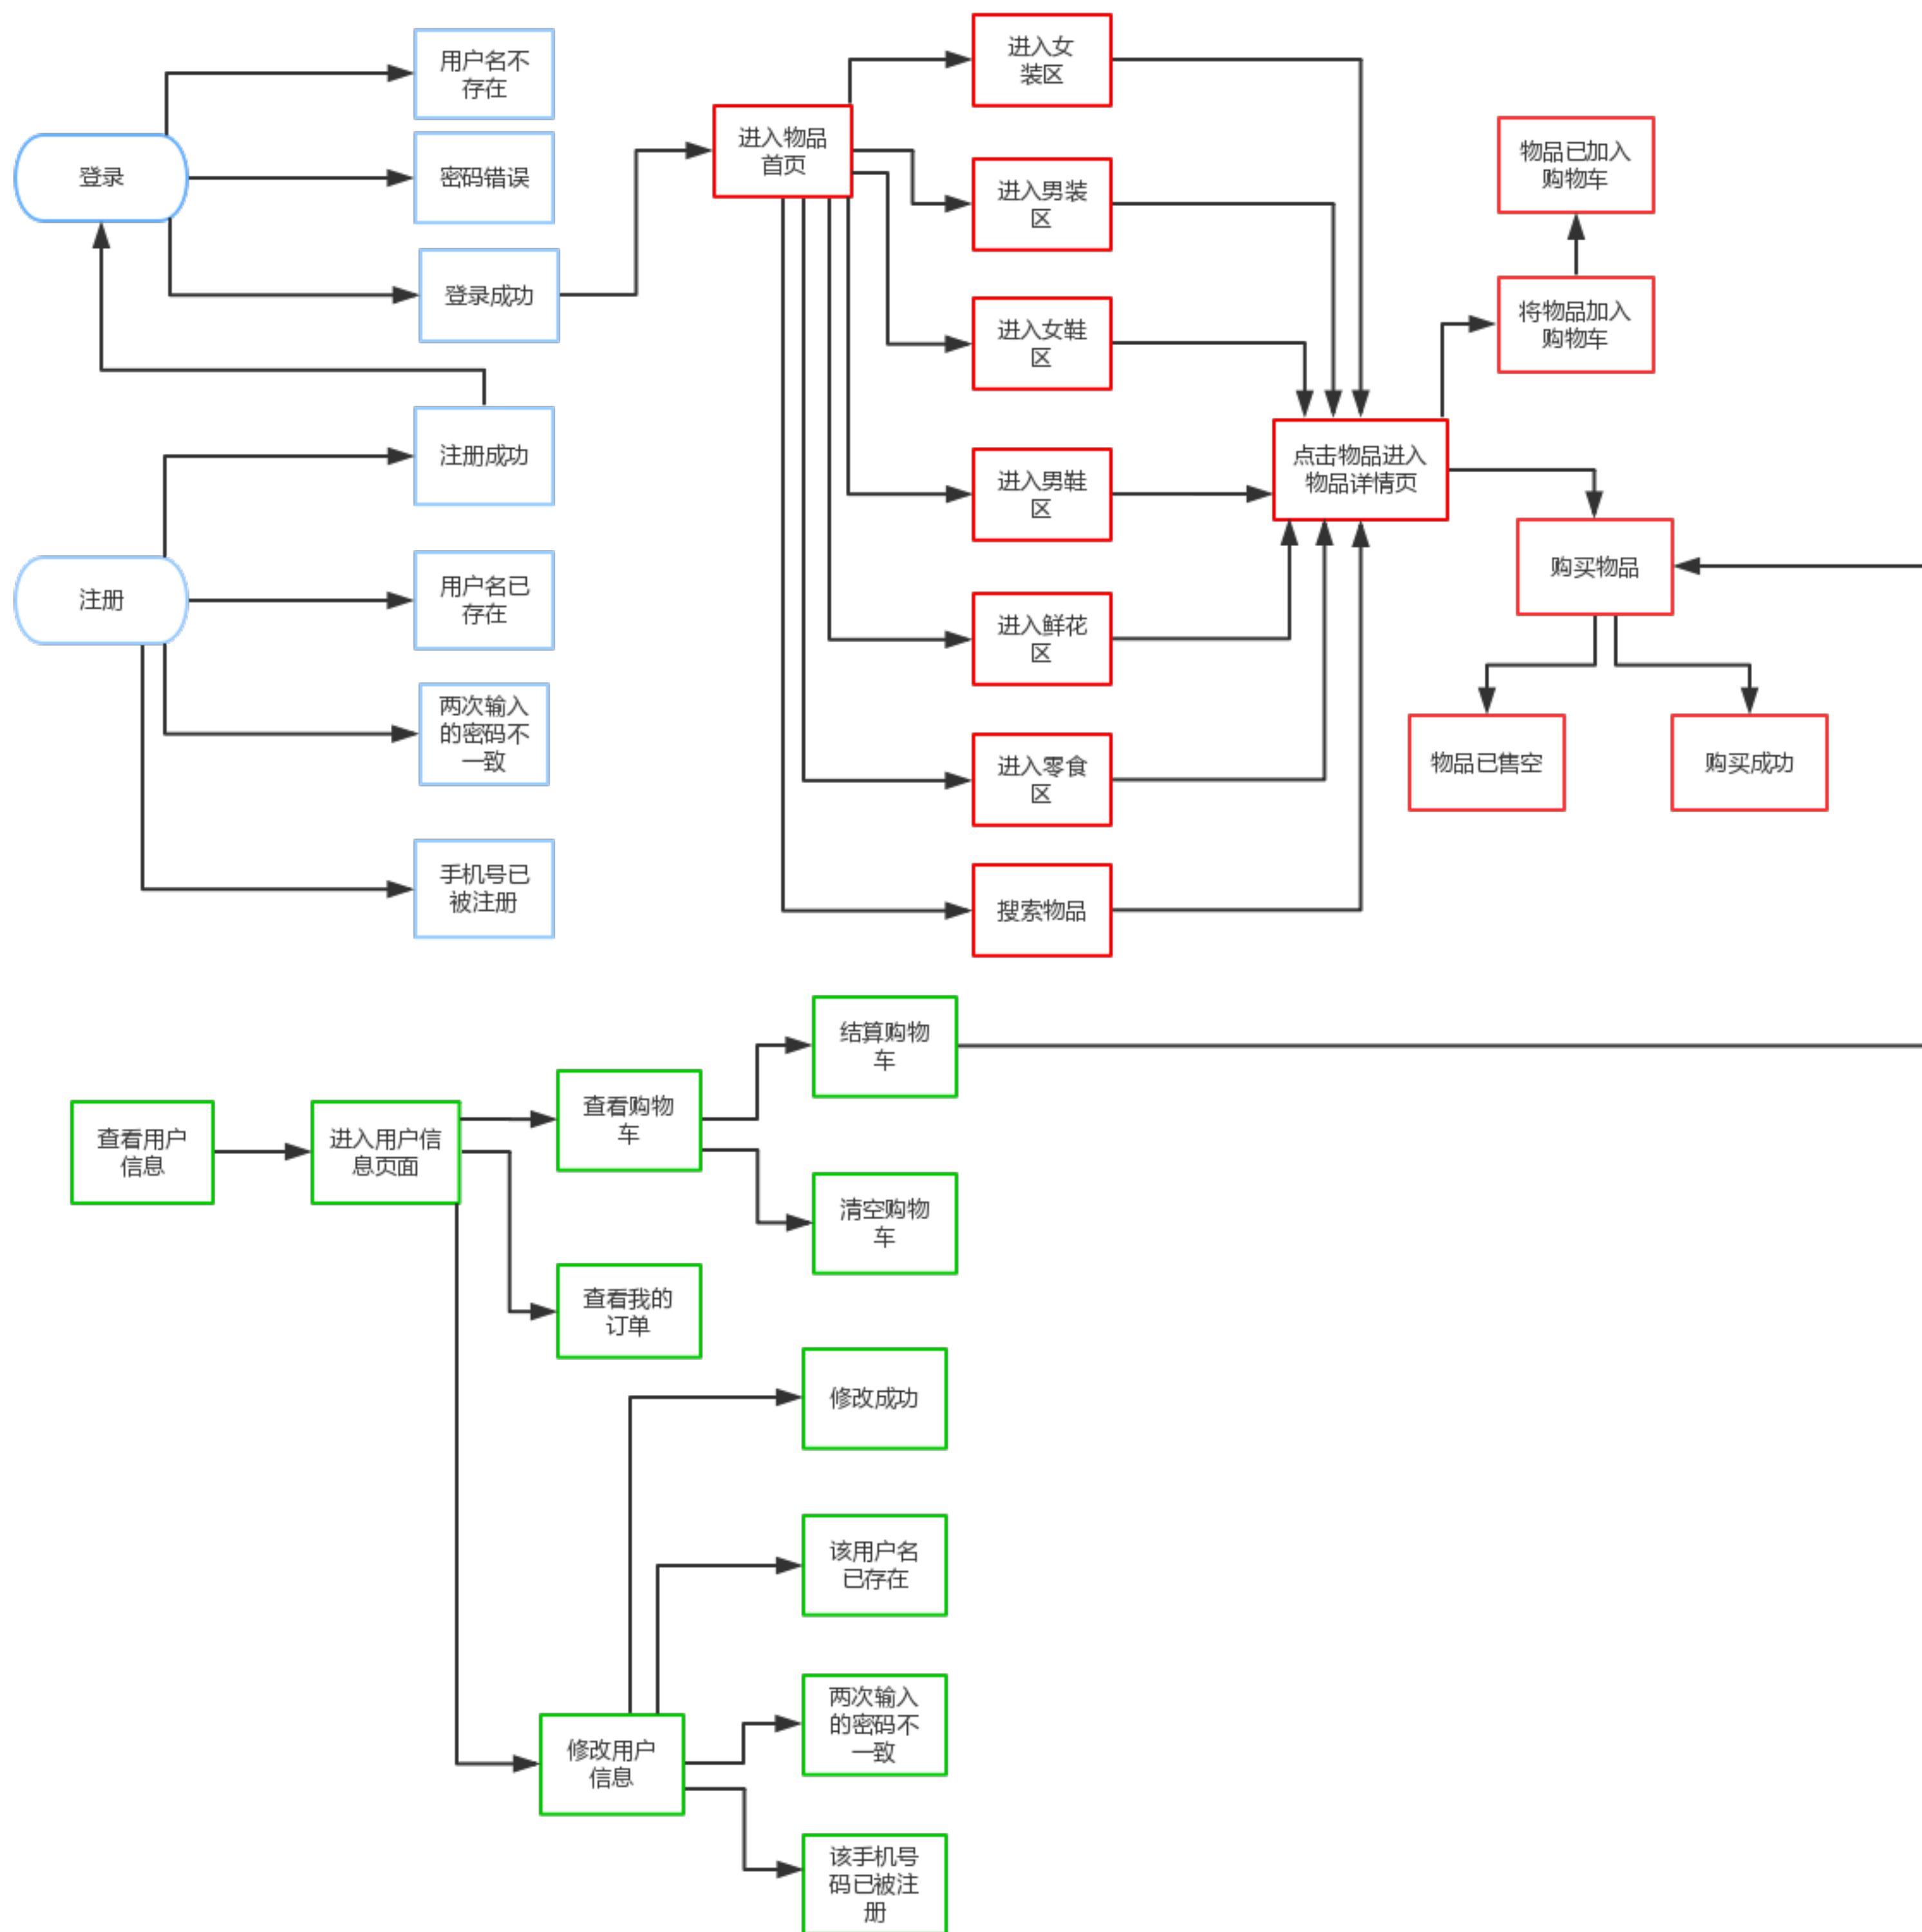 用户名不
存在
登录
密码错误
登录成功
注册成功
注册
用户名已
存在
两次输入
的密码不
一致
手机号已
被注册
进入物品
首页
进入女
装区
进入男装
区
进入女鞋
区
进入男鞋
区
进入鲜花
区
进入零食
区
搜索物品
点击物品进入
物品详情页
物品已加入
购物车
将物品加入
购物车
购买物品
物品已售空
购买成功
查看用户
信息
进入用户信
息页面
查看购物
车
结算购物
车
清空购物
车
查看我的
订单
修改用户
信息
修改成功
该用户名
已存在
两次输入
的密码不
一致
该手机号
码已被注
册